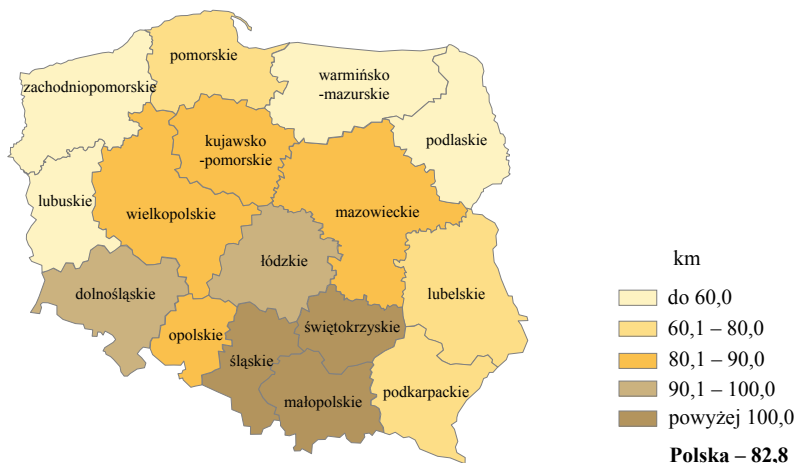 pomorskie
zachodniopomorskie
warmińsko
-mazurskie
podlaskie
kujawsko
-pomorskie
lubuskie
wielkopolskie
mazowieckie
łódzkie
dolnośląskie
lubelskie
opolskie
świętokrzyskie
śląskie
małopolskie
podkarpackie
km
do 60,0
60,1 – 80,0
80,1 – 90,0
90,1 – 100,0
powyżej 100,0
Polska – 82,8